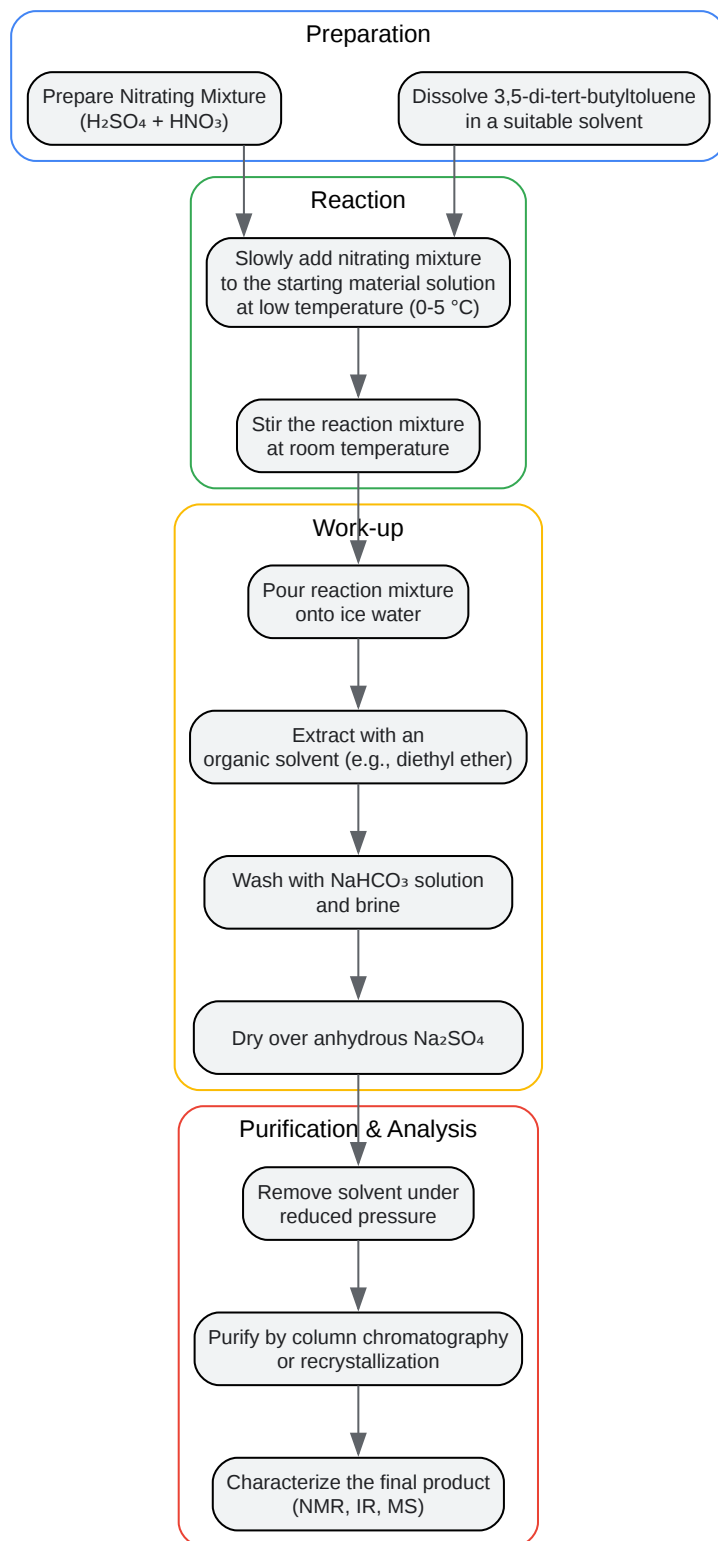 Preparation
Prepare Nitrating Mixture
(H₂SO₄ + HNO₃)
Dissolve 3,5-di-tert-butyltoluene
in a suitable solvent
Reaction
Slowly add nitrating mixture
to the starting material solution
at low temperature (0-5 °C)
Stir the reaction mixture
at room temperature
Work-up
Pour reaction mixture
onto ice water
Extract with an
organic solvent (e.g., diethyl ether)
Wash with NaHCO₃ solution
and brine
Dry over anhydrous Na₂SO₄
Purification & Analysis
Remove solvent under
reduced pressure
Purify by column chromatography
or recrystallization
Characterize the final product
(NMR, IR, MS)